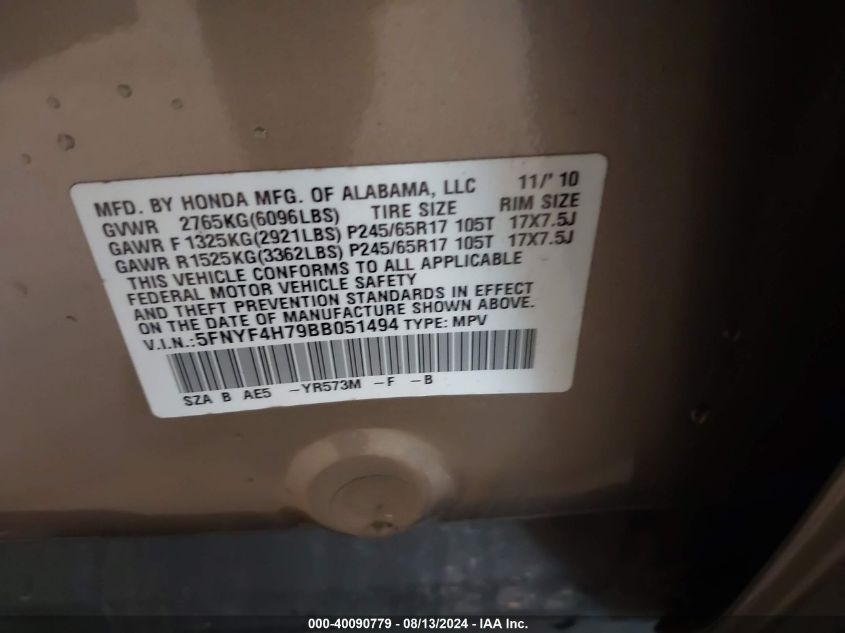 MFD. BY HONDA MFG. OF ALABAMA, LLC 11/' 10
GVWR 2765KG(6096LBS) TIRE SIZE RIM SIZE
GAWR F 1325KG(2921LBS) P245/65R17 105T 17X7.5J
GAWR R1525KG(3362LBS) P245/65R17 105T 17X7.5J
THIS VEHICLE CONFORMS TO ALL APPLICABLE
FEDERAL MOTOR VEHICLE SAFETY
AND THEFT PREVENTION STANDARDS IN EFFECT
ON THE DATE OF MANUFACTURE SHOWN ABOVE.
V.I.N.:5FNYF4H79BB051494 TYPE: MPV
SZA B AE5 -YR573M -F -B
000-40090779 - 08/13/2024 - IAA Inc.